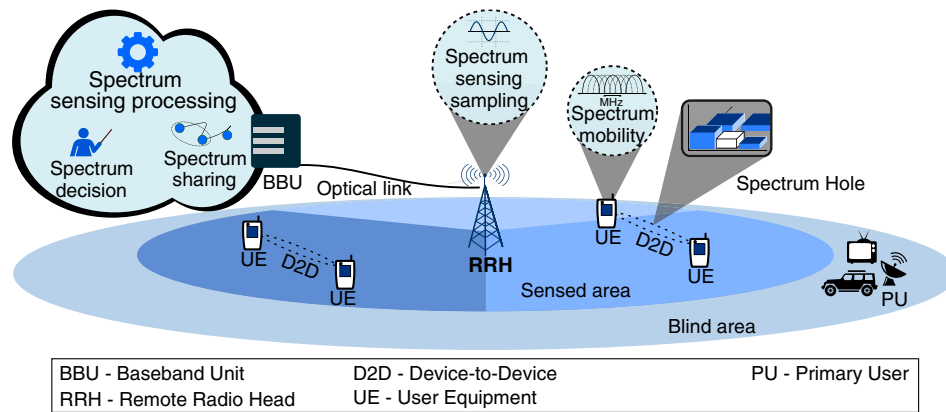 Spectrum
sensing processing
Spectrum
decision
Spectrum
sharing
BBU
Optical link
Spectrum
sensing
sampling
MHz
Spectrum
mobility
Spectrum Hole
UE
D2D
UE
RRH
UE
D2D
UE
Sensed area
PU
Blind area
BBU - Baseband Unit
D2D - Device-to-Device
PU - Primary User
RRH - Remote Radio Head
UE - User Equipment